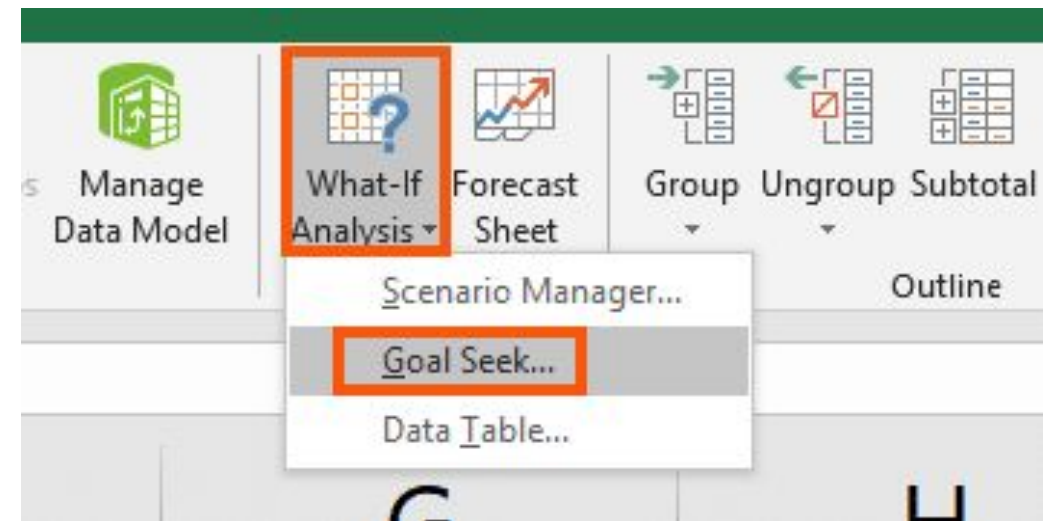 Manage
Data Model
What-If
Analysis
Forecast
Sheet
Group
Ungroup
Subtotal
Outline
Scenario Manager...
Goal Seek...
Data Table...
G
H